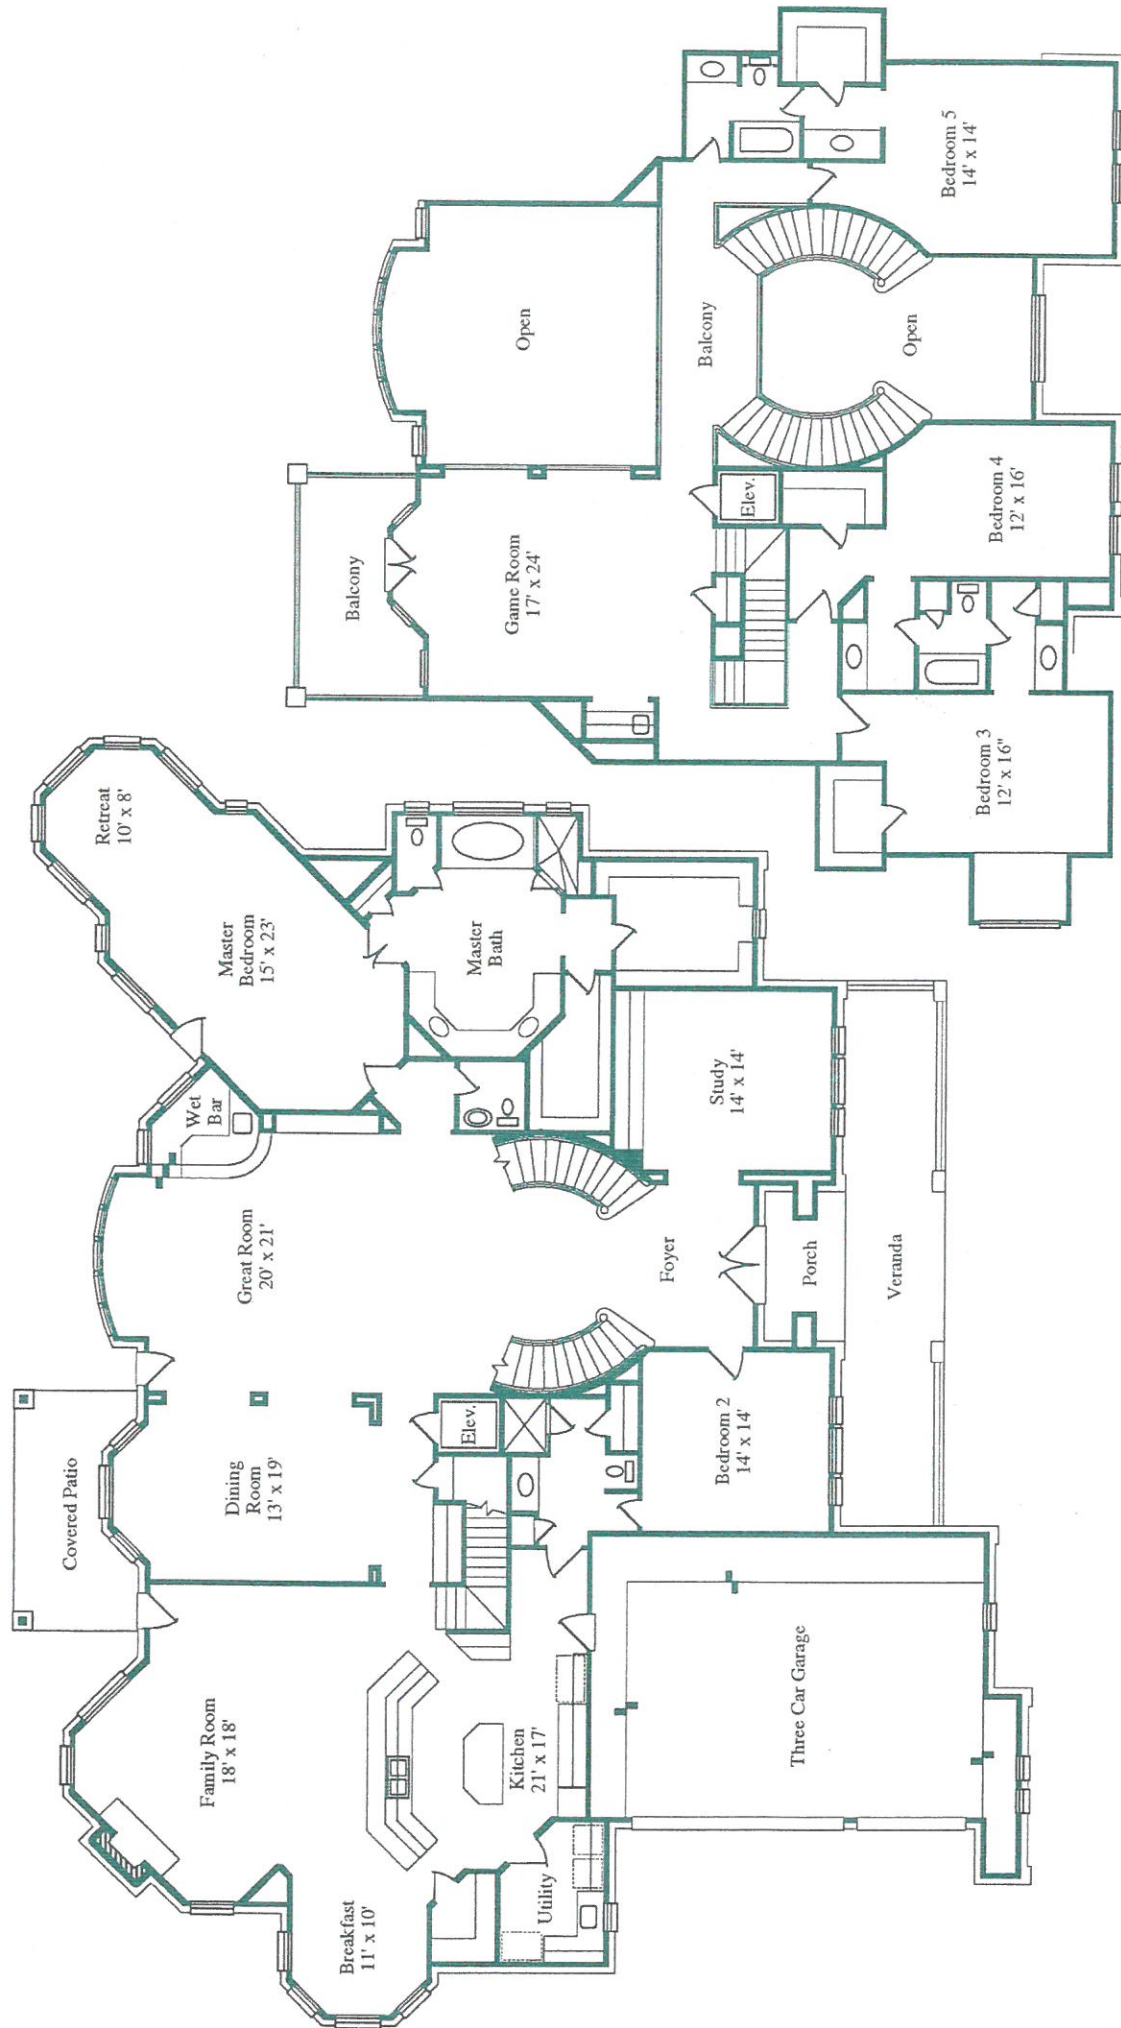 Covered Patio
Retreat
10' x 8'
Master
Bedroom
15' x 23'
Wet
Bar
Great Room
20' x 21'
Dining
Room
13' x 19'
Family Room
18' x 18'
Breakfast
11' x 10'
Kitchen
21' x 17'
Utility
Elev.
Master
Bath
Foyer
Study
14' x 14'
Bedroom 2
14' x 14'
Porch
Veranda
Three Car Garage
Balcony
Game Room
17' x 24'
Open
Balcony
Elev.
Open
Bedroom 3
12' x 16"
Bedroom 4
12' x 16'
Bedroom 5
14' x 14'